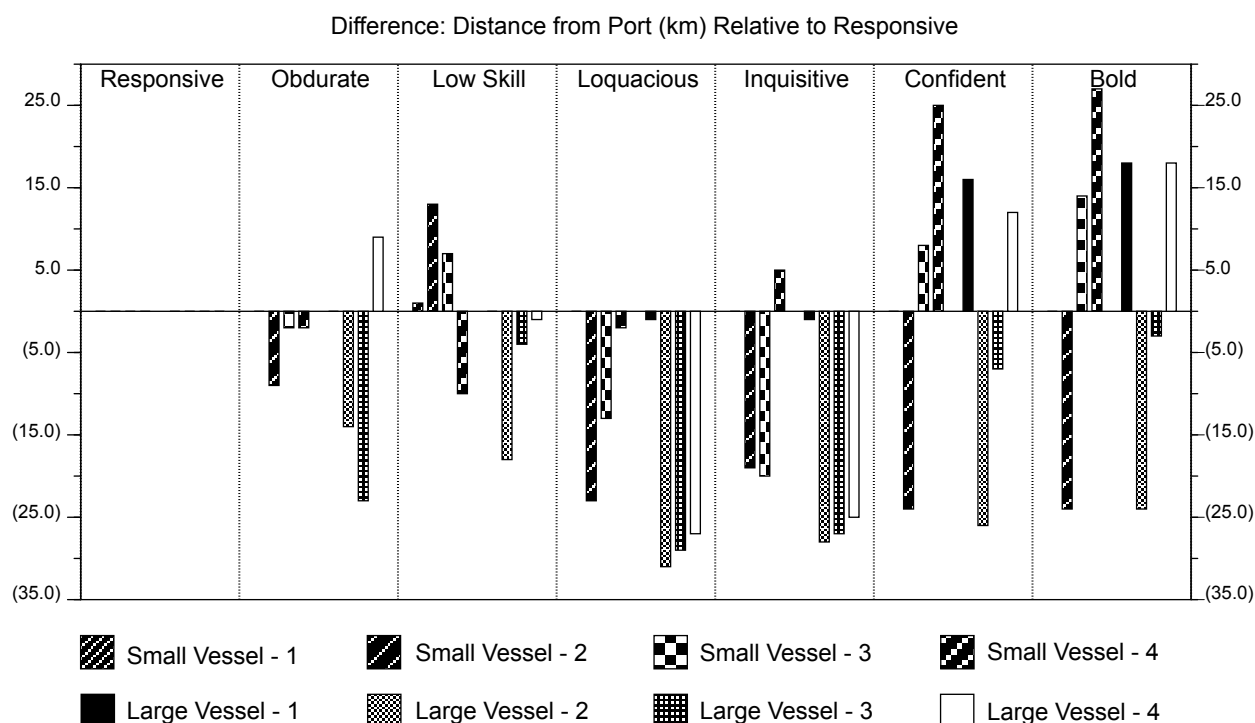 Difference: Distance from Port (km) Relative to Responsive
Responsive Obdurate Low Skill Loquacious Inquisitive Confident Bold
25.0 25.0
15.0 15.0
5.0 5.0
(5.0) (5.0)
(15.0) (15.0)
(25.0) (25.0)
(35.0) (35.0)
Small Vessel - 1 Small Vessel - 2 Small Vessel - 3 Small Vessel - 4
Large Vessel - 1 Large Vessel - 2 Large Vessel - 3 Large Vessel - 4